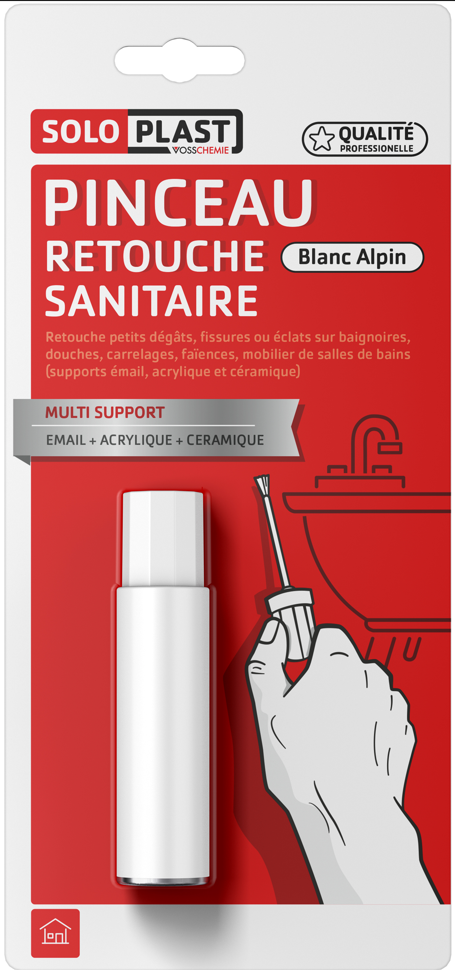 SOLO PLAST
VOSSCHEMIE
QUALITÉ
PROFESSIONELLE
PINCEAU
RETOUCHE
Blanc Alpin
SANITAIRE
Retouche petits dégâts, fissures ou éclats sur baignoires,
douches, carrelages, faïences, mobilier de salles de bains
(supports émail, acrylique et céramique)
MULTI SUPPORT
EMAIL + ACRYLIQUE + CERAMIQUE